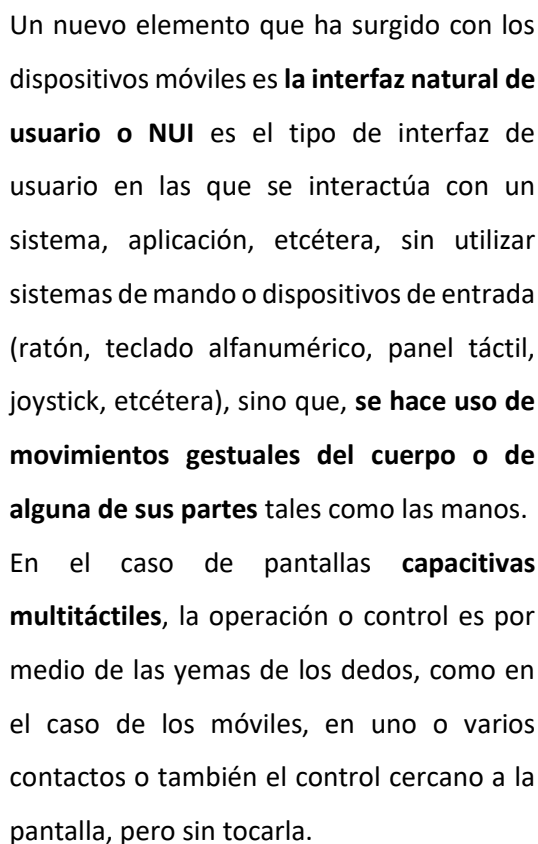 Un nuevo elemento que ha surgido con los
dispositivos móviles es la interfaz natural de
usuario o NUI es el tipo de interfaz de
usuario en las que se interactúa con un
sistema, aplicación, etcétera, sin utilizar
sistemas de mando o dispositivos de entrada
(ratón, teclado alfanumérico, panel táctil,
joystick, etcétera), sino que, se hace uso de
movimientos gestuales del cuerpo o de
alguna de sus partes tales como las manos.
En el caso de pantallas capacitivas
multitáctiles, la operación o control es por
medio de las yemas de los dedos, como en
el caso de los móviles, en uno o varios
contactos o también el control cercano a la
pantalla, pero sin tocarla.